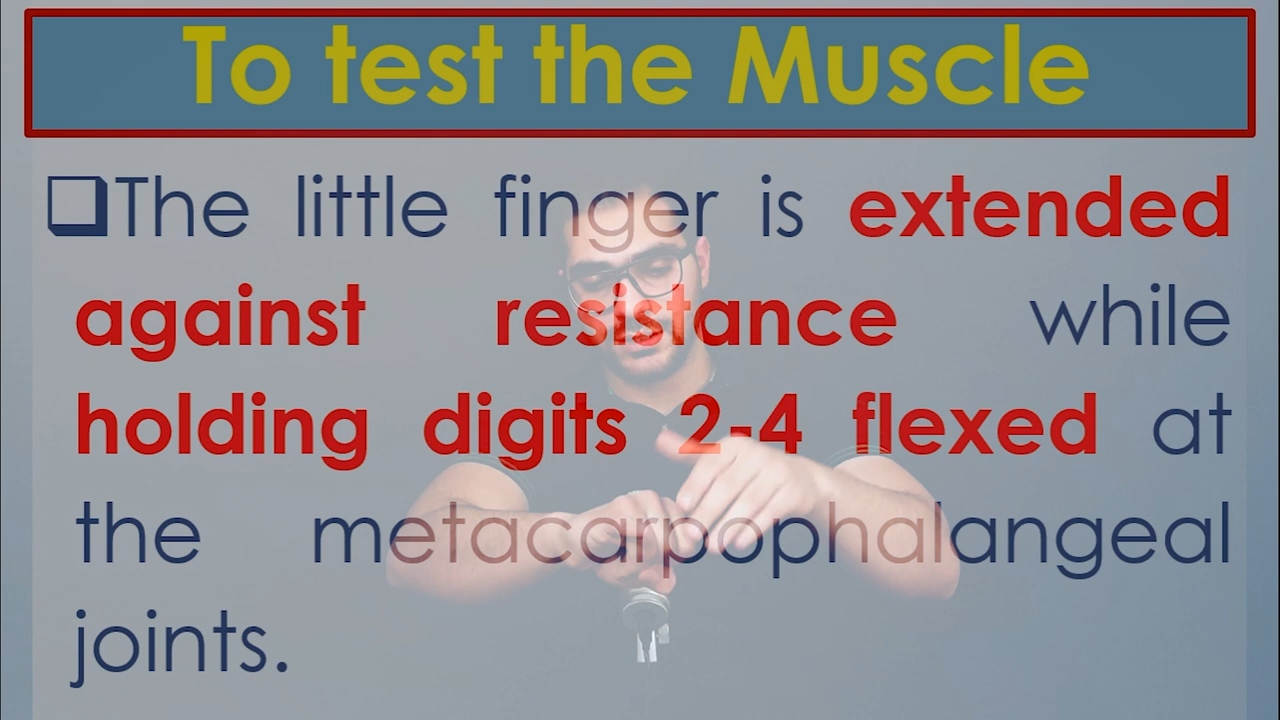 To test the Muscle
❑The little finger is extended
against resistance while
holding digits 2-4 flexed at
the metacarpophalangeal
joints.